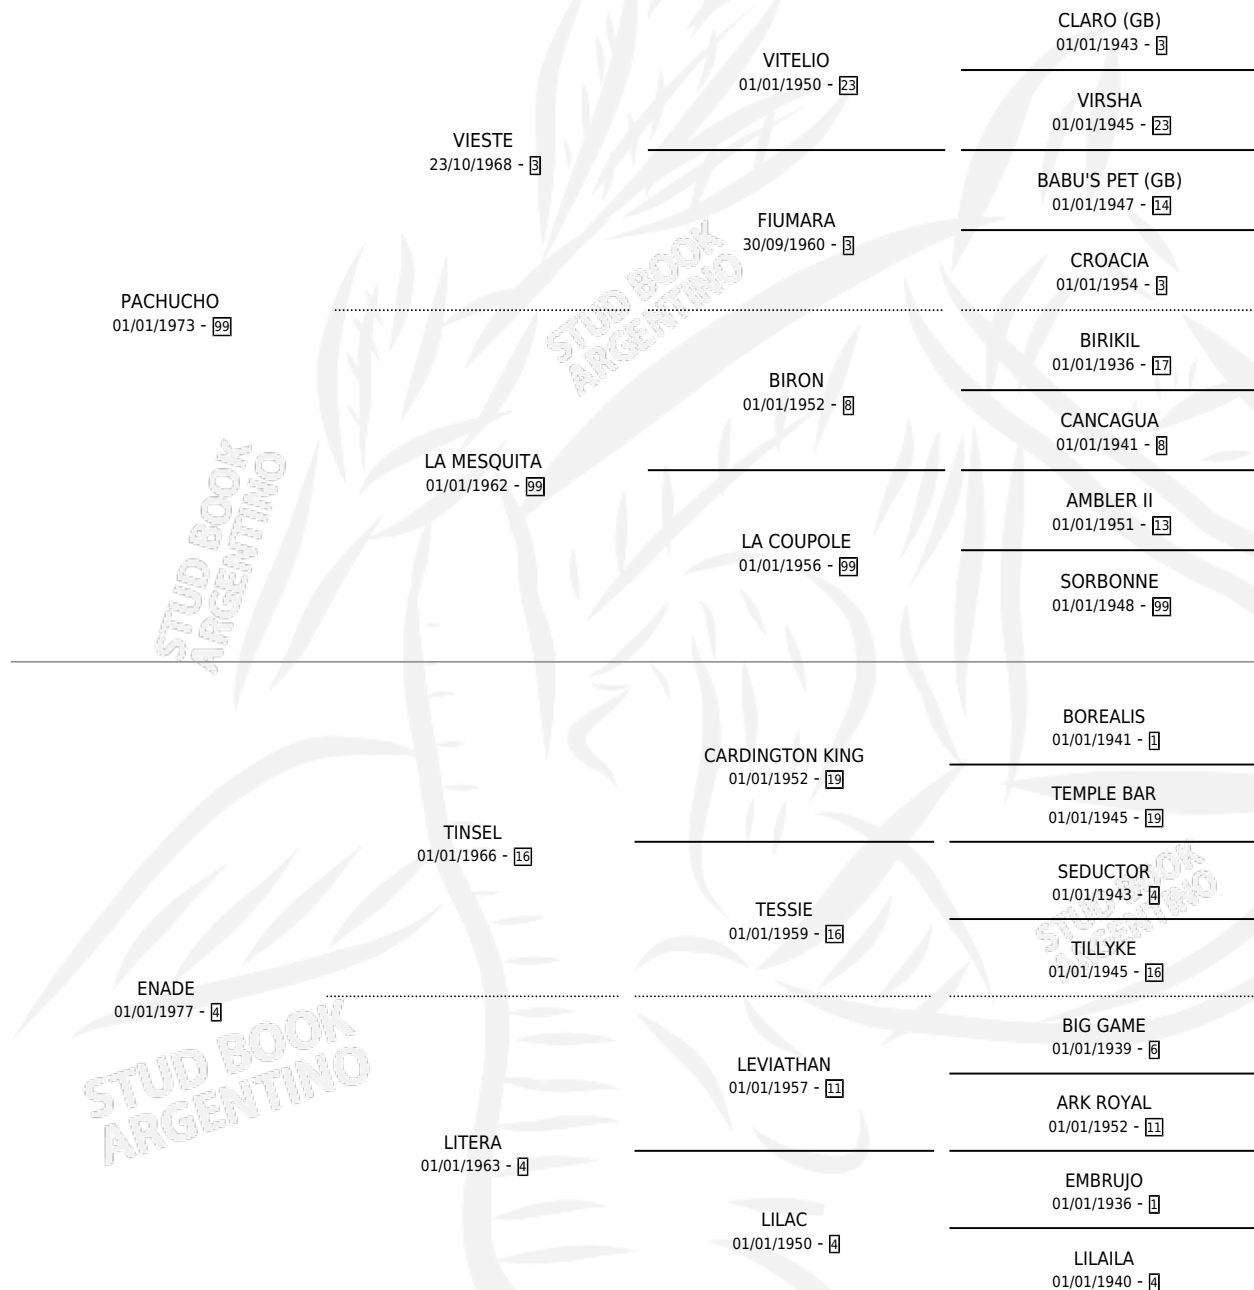 CLARO (GB)
01/01/1943 - 3
VITELIO
01/01/1950 - 23
VIRSHA
01/01/1945 - 23
VIESTE
23/10/1968 - 3
BABU'S PET (GB)
01/01/1947 - 14
FIUMARA
30/09/1960 - 3
CROACIA
01/01/1954 - 3
PACHUCHO
01/01/1973 - 99
BIRIKIL
01/01/1936 - 17
BIRON
01/01/1952 - 8
CANCAGUA
01/01/1941 - 8
LA MESQUITA
01/01/1962 - 99
AMBLER II
01/01/1951 - 13
LA COUPOLE
01/01/1956 - 99
SORBONNE
01/01/1948 - 99
BOREALIS
01/01/1941 - 1
CARDINGTON KING
01/01/1952 - 19
TEMPLE BAR
01/01/1945 - 19
TINSEL
01/01/1966 - 16
SEDUCTOR
01/01/1943 - 4
TESSIE
01/01/1959 - 16
TILLYKE
01/01/1945 - 16
ENADE
01/01/1977 - 4
BIG GAME
01/01/1939 - 6
LEVIATHAN
01/01/1957 - 11
ARK ROYAL
01/01/1952 - 11
LITERA
01/01/1963 - 4
EMBRUJO
01/01/1936 - 1
LILAC
01/01/1950 - 4
LILAILA
01/01/1940 - 4
STUD BOOK
ARGENTINO
STUD BOOK
ARGENTINO
STUD BOOK
ARGENTINO
STUD BOOK
ARGENTINO